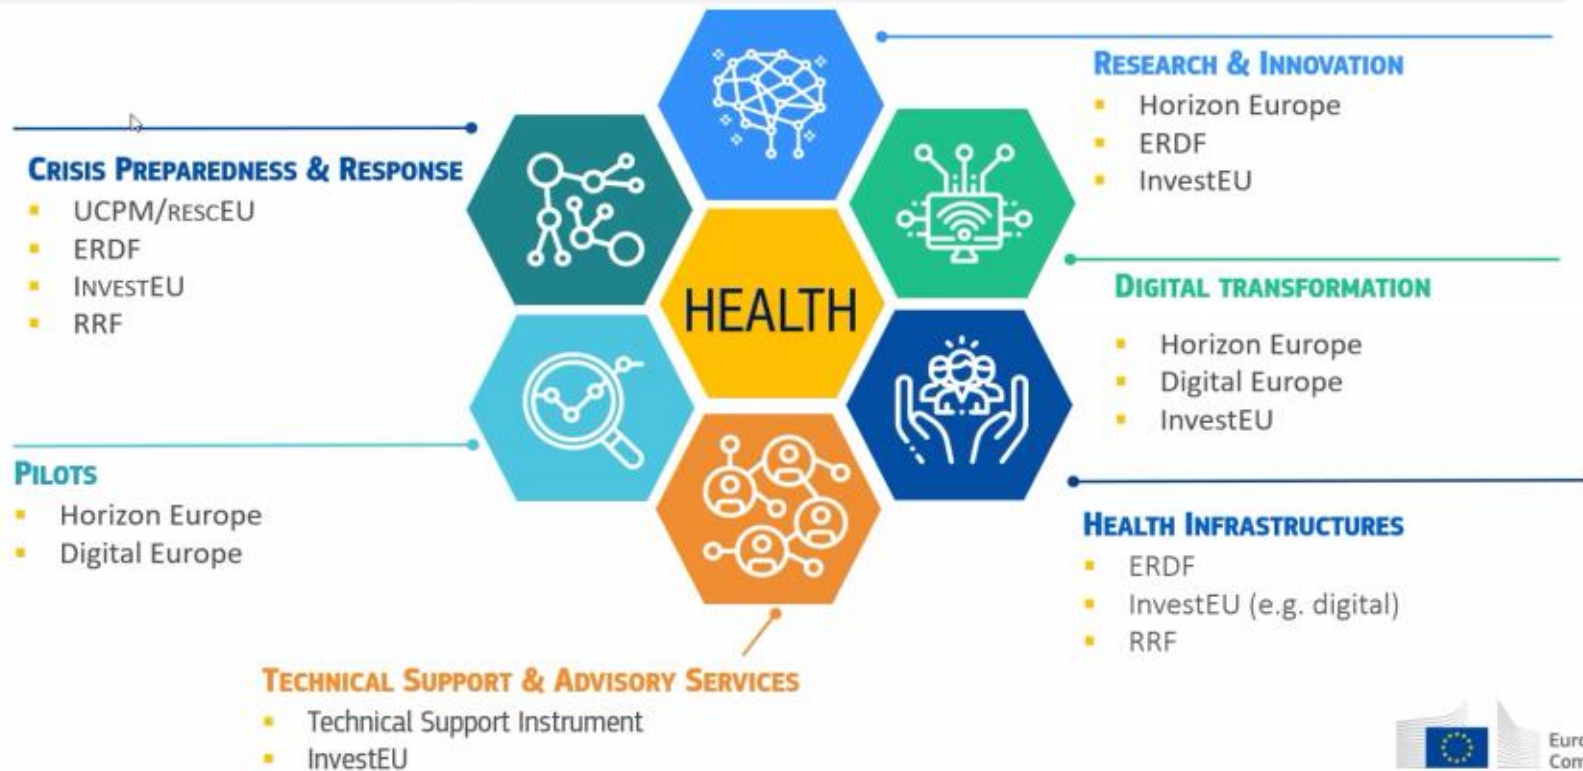 HEALTH
RESEARCH & INNOVATION
Horizon Europe
ERDF
InvestEU
DIGITAL TRANSFORMATION
Horizon Europe
Digital Europe
InvestEU
HEALTH INFRASTRUCTURES
ERDF
InvestEU (e.g. digital)
RRF
TECHNICAL SUPPORT & ADVISORY SERVICES
Technical Support Instrument
InvestEU
PILOTS
Horizon Europe
Digital Europe
CRISIS PREPAREDNESS & RESPONSE
UCPM/RESCEU
ERDF
INVESTEU
RRF